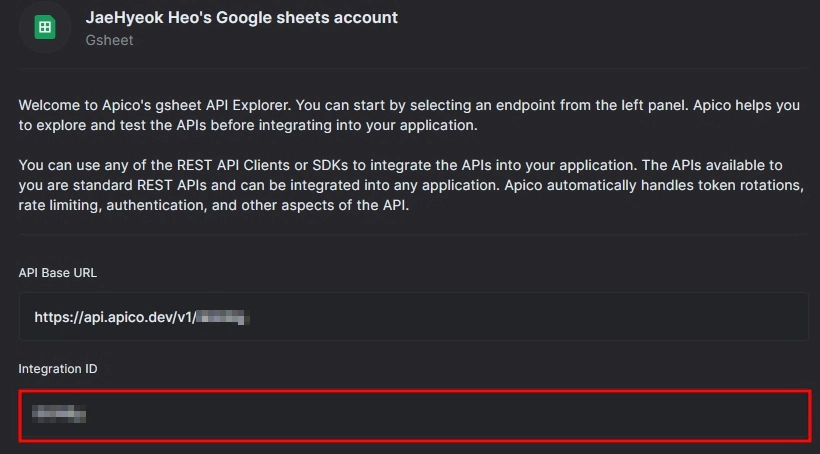 JaeHyeok Heo's Google sheets account
Gsheet
Welcome to Apico's gsheet API Explorer. You can start by selecting an endpoint from the left panel. Apico helps you
to explore and test the APIs before integrating into your application.
You can use any of the REST API Clients or SDKs to integrate the APIs into your application. The APIs available to
you are standard REST APIs and can be integrated into any application. Apico automatically handles token rotations,
rate limiting, authentication, and other aspects of the API.
API Base URL
https://api.apico.dev/v1/
Integration ID